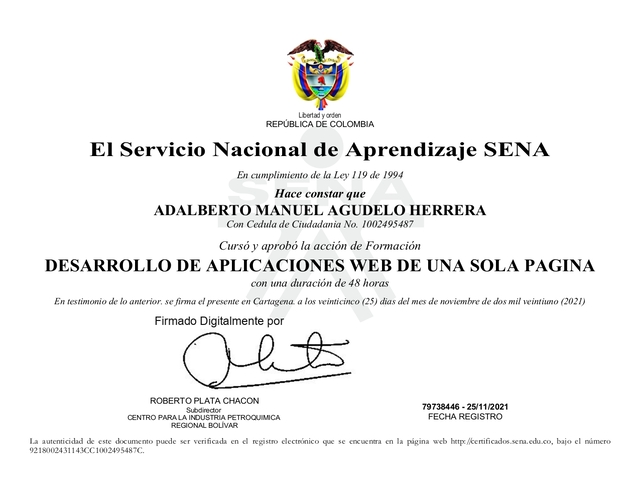 Libertad y orden
REPÚBLICA DE COLOMBIA
El Servicio Nacional de Aprendizaje SENA
En cumplimiento de la Ley 119 de 1994
SENA
Hace constar que
ADALBERTO MANUEL AGUDELO HERRERA
Con Cedula de Ciudadania No. 1002495487
Cursó y aprobó la acción de Formación
DESARROLLO DE APLICACIONES WEB DE UNA SOLA PAGINA
con una duración de 48 horas
En testimonio de lo anterior. se firma el presente en Cartagena. a los veinticinco (25) dias del mes de noviembre de dos mil veintiuno (2021)
Firmado Digitalmente por
ROBERTO PLATA CHACON
Subdirector
CENTRO PARA LA INDUSTRIA PETROQUIMICA
REGIONAL BOLÍVAR
79738446 - 25/11/2021
FECHA REGISTRO
La autenticidad de este documento puede ser verificada en el registro electrónico que se encuentra en la página web http://certificados.sena.edu.co, bajo el número
9218002431143CC1002495487C.